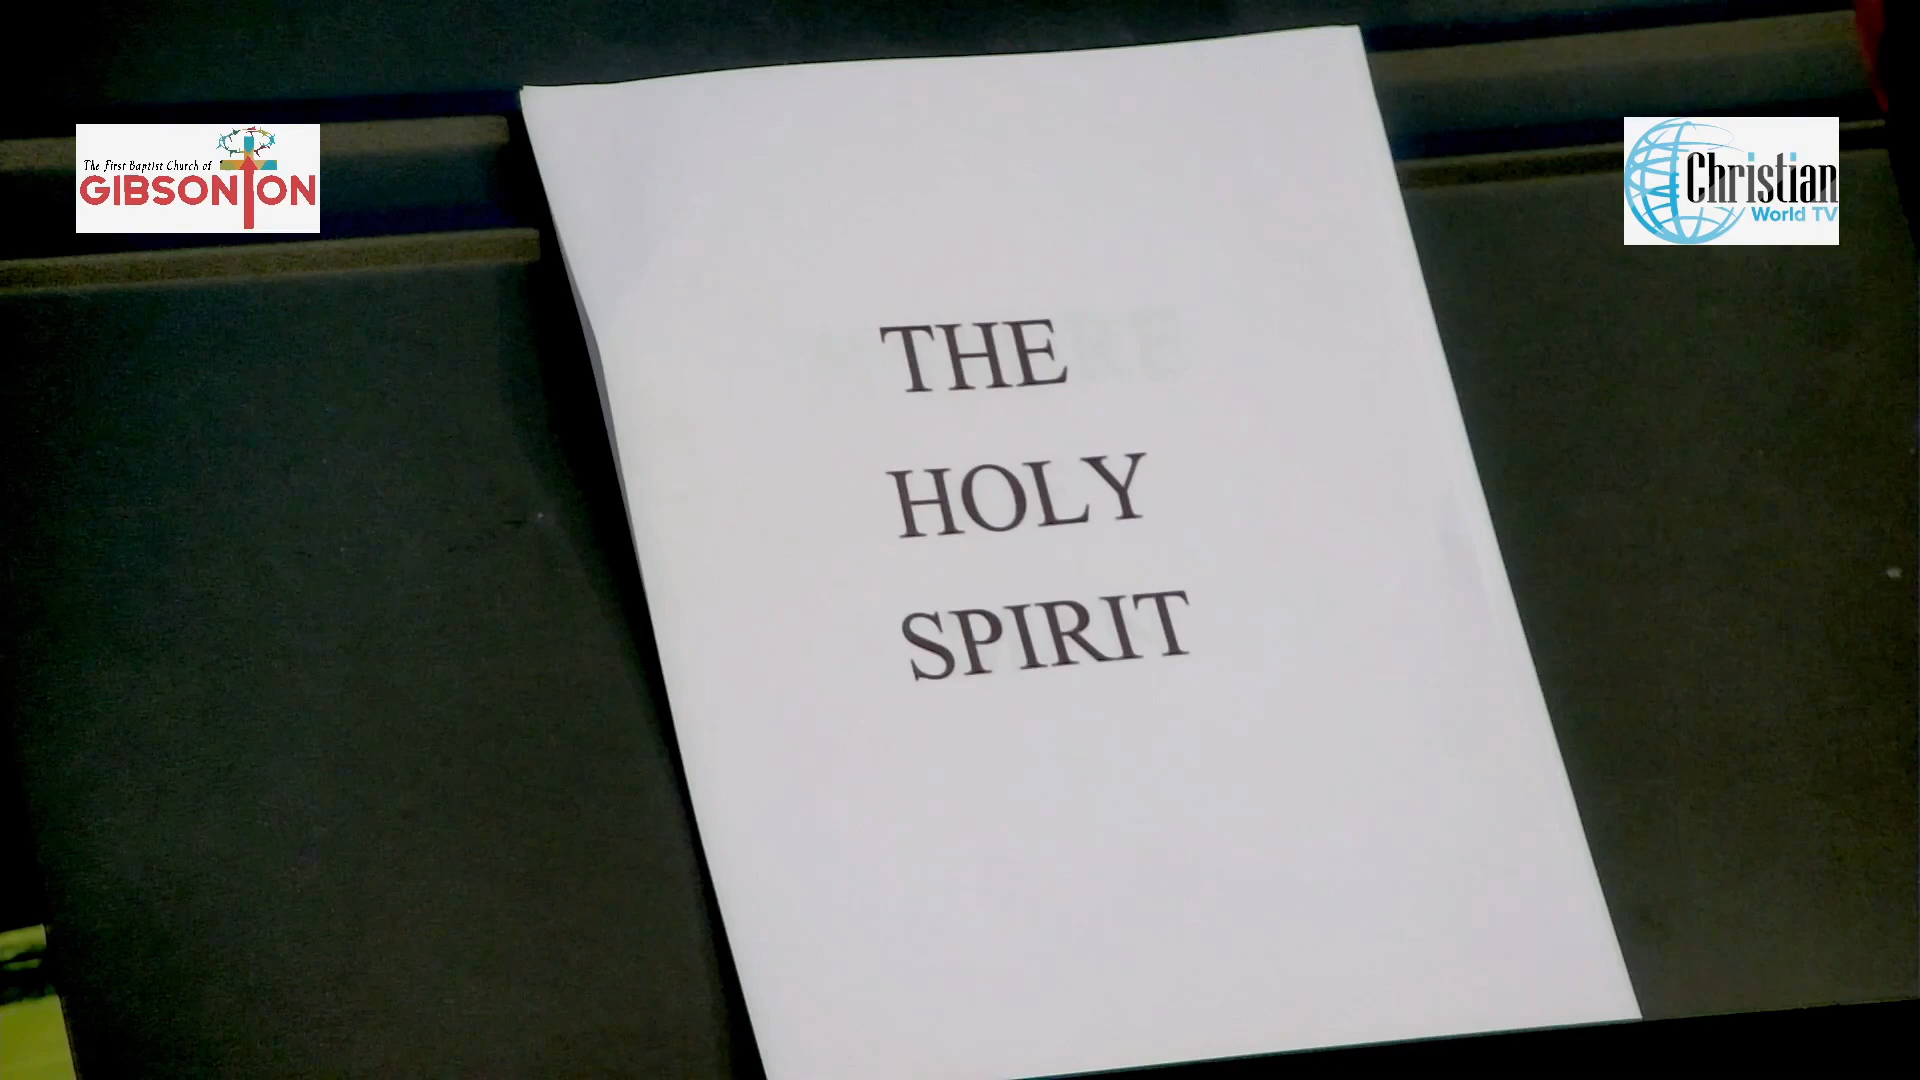 The First Baptist Church of
GIBSONTON
Christian
World TV
THE
HOLY
SPIRIT